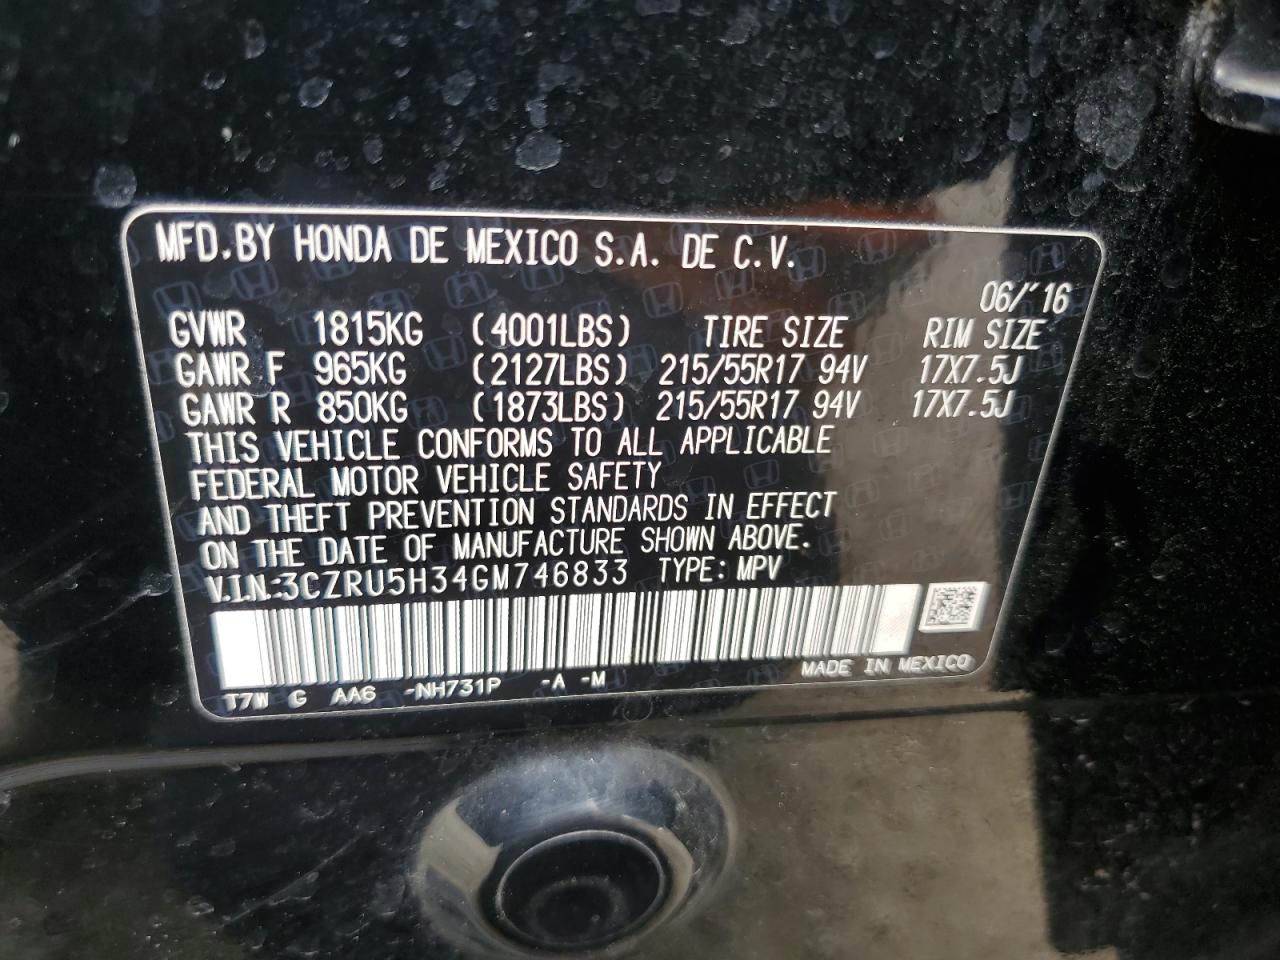 MFD.BY HONDA DE MEXICO S.A. DE C.V.
06/'16
GVWR 1815KG (4001LBS) TIRE SIZE RIM SIZE
GAWR F 965KG (2127LBS) 215/55R17 94V 17X7.5J
GAWR R 850KG (1873LBS) 215/55R17 94V 17X7.5J
THIS VEHICLE CONFORMS TO ALL APPLICABLE
FEDERAL MOTOR VEHICLE SAFETY
AND THEFT PREVENTION STANDARDS IN EFFECT
ON THE DATE OF MANUFACTURE SHOWN ABOVE.
V.I.N.:3CZRU5H34GM746833 TYPE: MPV
MADE IN MEXICO
T7W G AA6 -NH731P -A -M